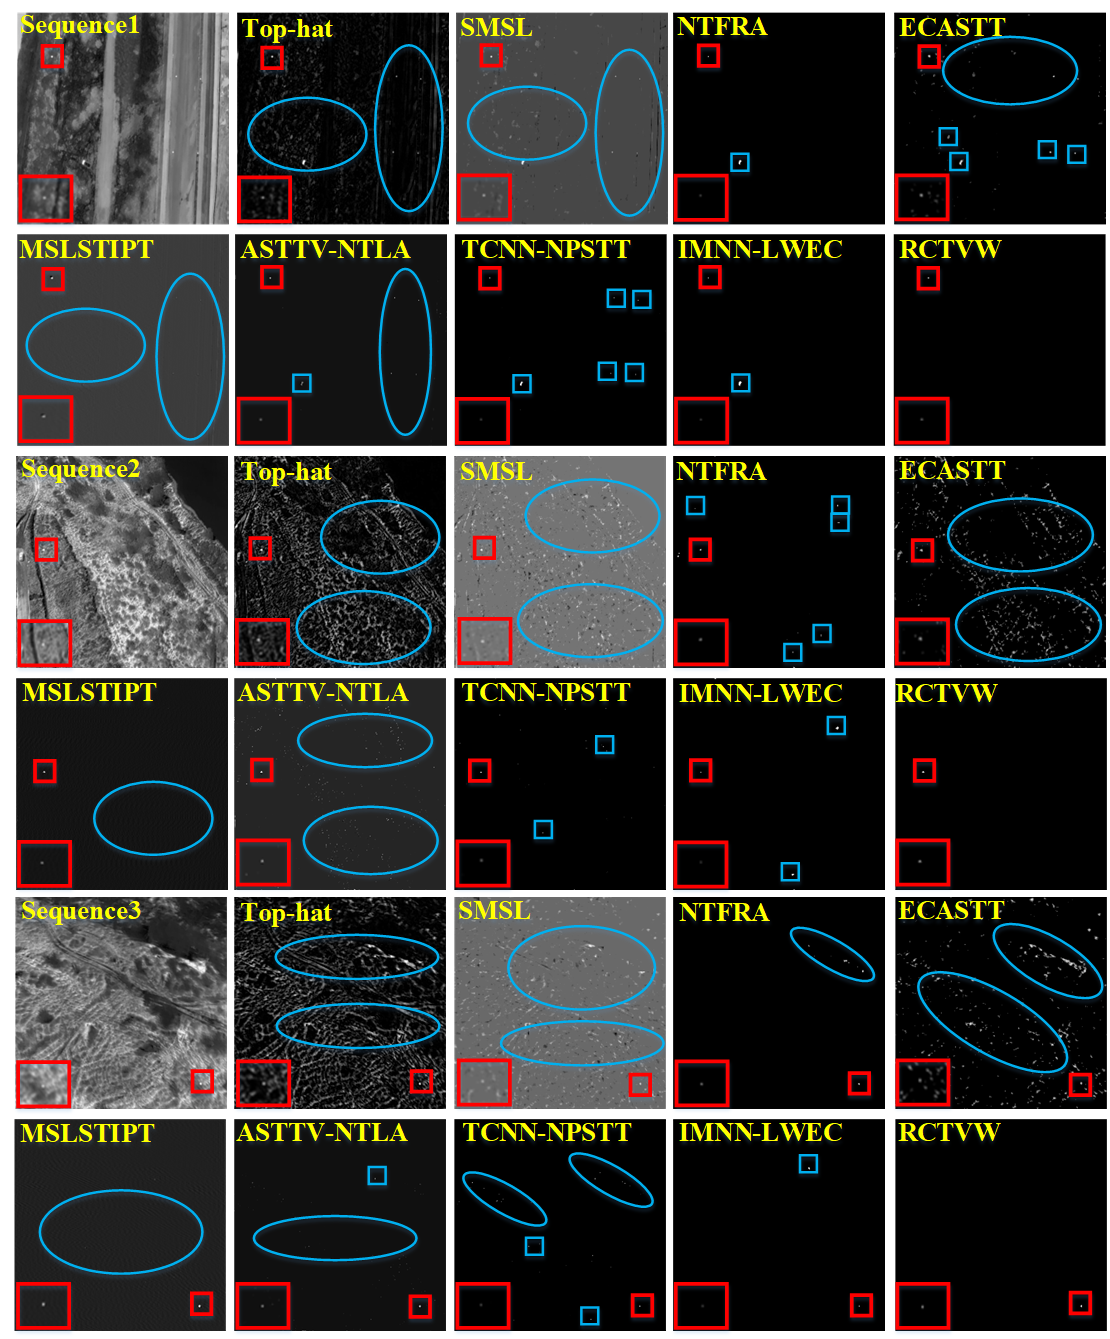 Sequence1 Top-hat SMSL NTFRA ECASTT
MSLSTIPT ASTTV-NTLA TCNN-NPSTT IMNN-LWEC RCTVW
Sequence2 Top-hat SMSL NTFRA ECASTT
MSLSTIPT ASTTV-NTLA TCNN-NPSTT IMNN-LWEC RCTVW
Sequence3 Top-hat SMSL NTFRA ECASTT
MSLSTIPT ASTTV-NTLA TCNN-NPSTT IMNN-LWEC RCTVW